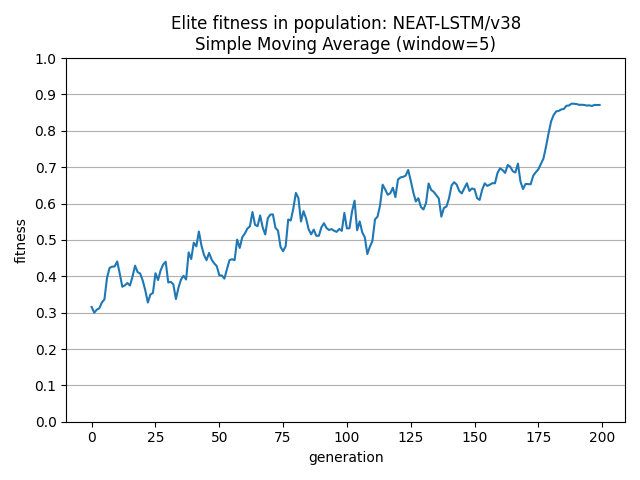 Elite fitness in population: NEAT-LSTM/v38
Simple Moving Average (window=5)
1.0
0.9
0.8
0.7
0.6
0.5
0.4
0.3
0.2
0.1
0.0
fitness
0 25 50 75 100 125 150 175 200
generation